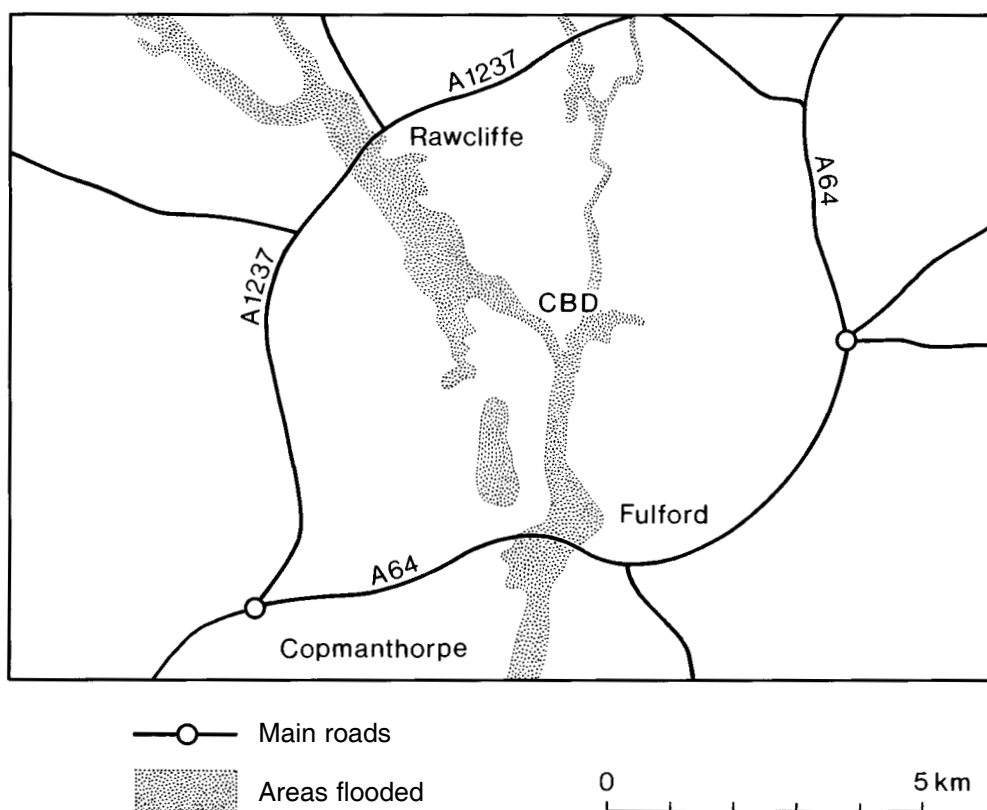 A1237
Rawcliffe
A64
A1237
CBD
Fulford
A64
Copmanthorpe
Main roads
Areas flooded
0 5 km